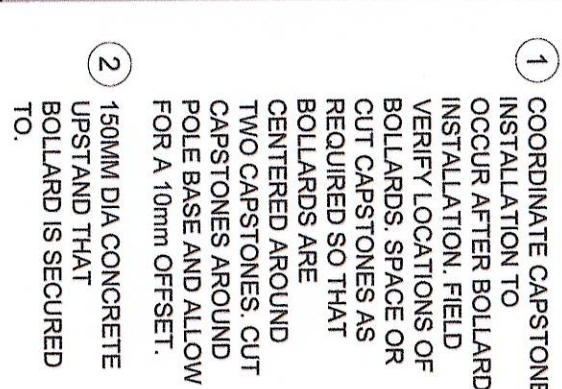 1 COORDINATE CAPSTONE
INSTALLATION TO
OCCUR AFTER BOLLARD
INSTALLATION. FIELD
VERIFY LOCATIONS OF
BOLLARDS. SPACE OR
CUT CAPSTONES AS
REQUIRED SO THAT
BOLLARDS ARE
CENTERED AROUND
TWO CAPSTONES. CUT
CAPSTONES AROUND
POLE BASE AND ALLOW
FOR A 10mm OFFSET.
2 150MM DIA CONCRETE
UPSTAND THAT
BOLLARD IS SECURED
TO.